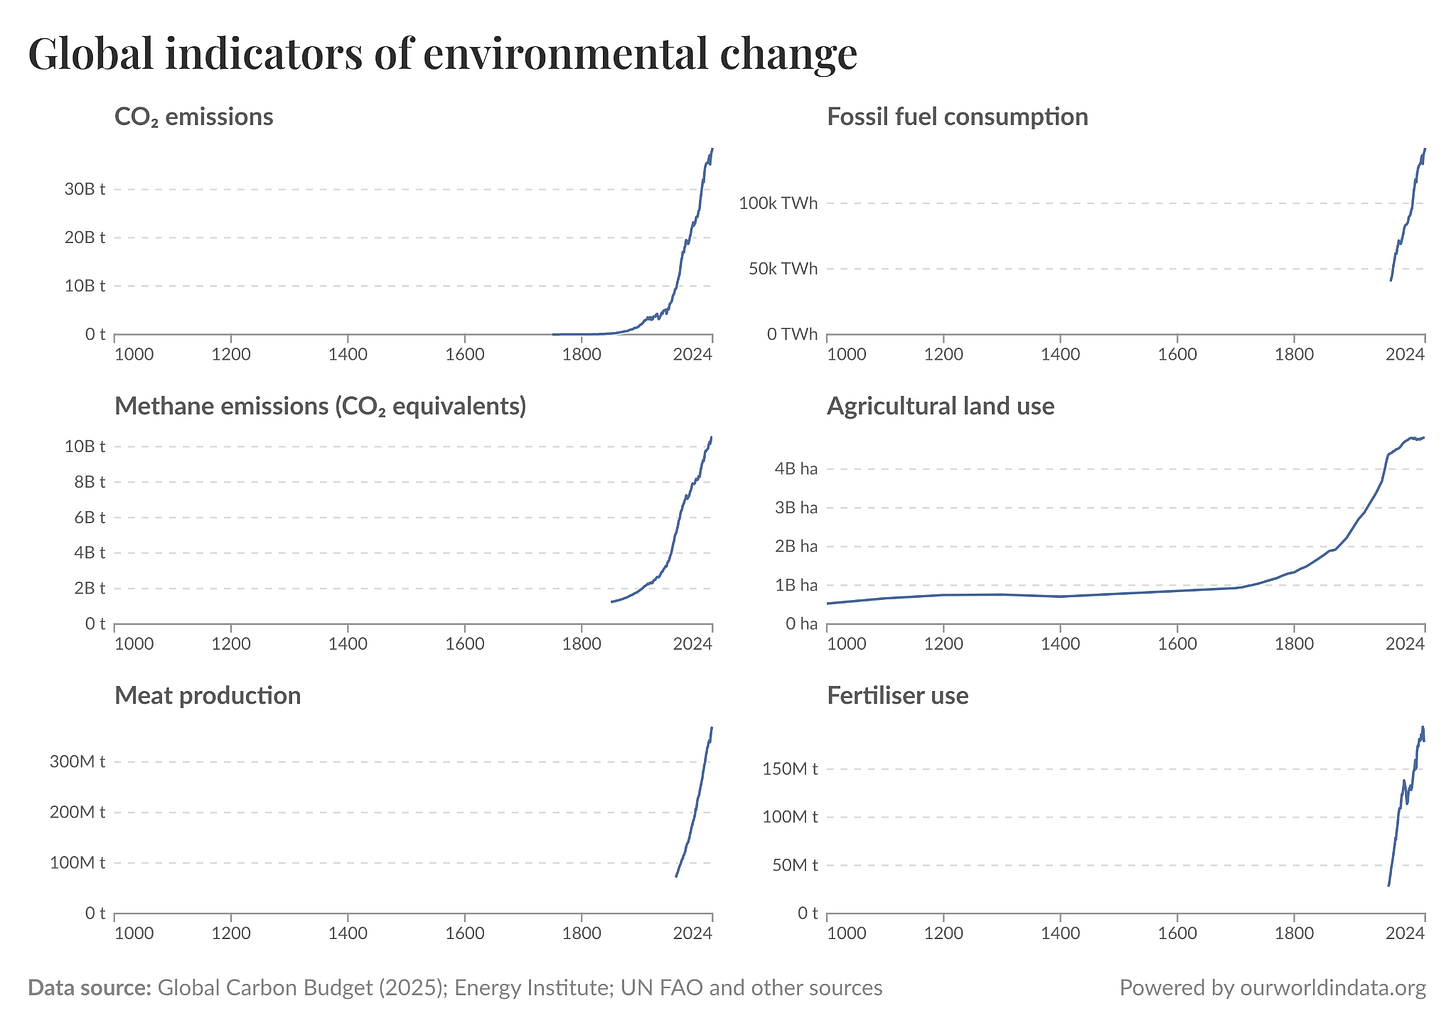 Global indicators of environmental change
CO₂ emissions
30B t
20B t
10B t
0 t
1000 1200 1400 1600 1800 2024
Fossil fuel consumption
100k TWh
50k TWh
0 TWh
1000 1200 1400 1600 1800 2024
Methane emissions (CO₂ equivalents)
10B t
8B t
6B t
4B t
2B t
0 t
1000 1200 1400 1600 1800 2024
Agricultural land use
4B ha
3B ha
2B ha
1B ha
0 ha
1000 1200 1400 1600 1800 2024
Meat production
300M t
200M t
100M t
0 t
1000 1200 1400 1600 1800 2024
Fertiliser use
150M t
100M t
50M t
0 t
1000 1200 1400 1600 1800 2024
Data source: Global Carbon Budget (2025); Energy Institute; UN FAO and other sources
Powered by ourworldindata.org